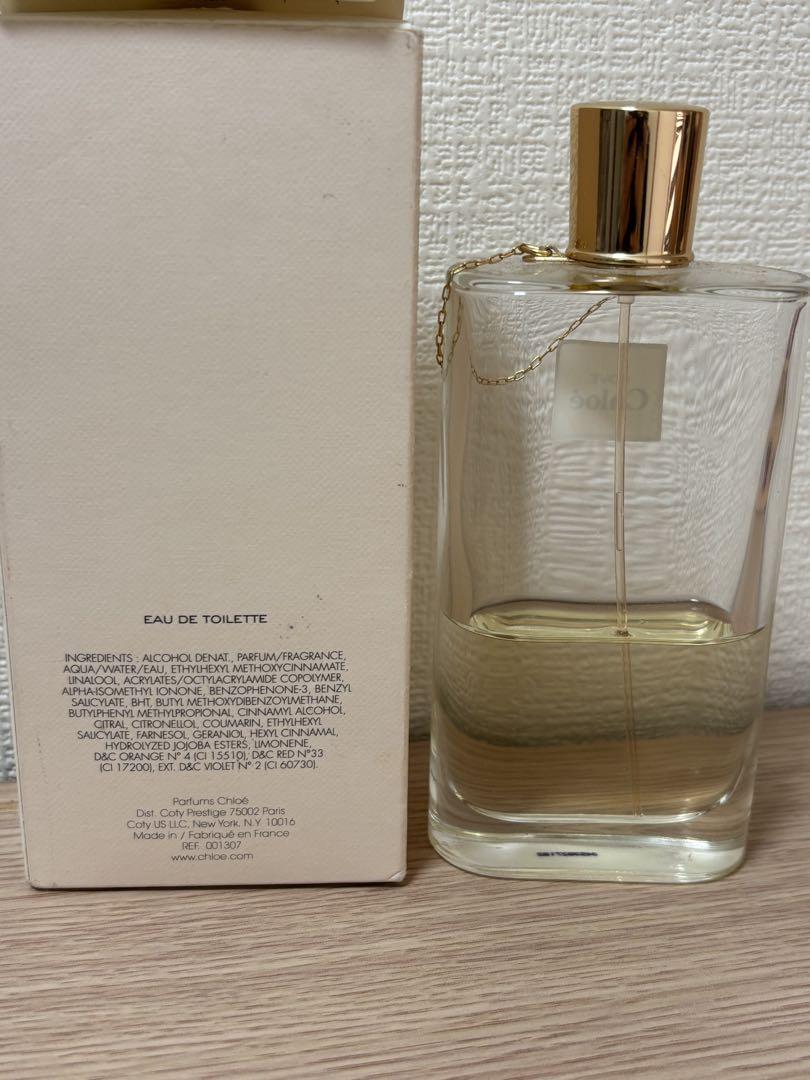 EAU DE TOILETTE
INGREDIENTS : ALCOHOL DENAT., PARFUM/FRAGRANCE,
AQUA/WATER/EAU, ETHYLHEXYL METHOXYCINNAMATE,
LINALOOL, ACRYLATES/OCTYLACRYLAMIDE COPOLYMER,
ALPHA-ISOMETHYL IONONE, BENZOPHENONE-3, BENZYL
SALICYLATE, BHT, BUTYL METHOXYDIBENZOYLMETHANE,
BUTYLPHENYL METHYLPROPIONAL, CINNAMYL ALCOHOL,
CITRAL, CITRONELLOL, COUMARIN, ETHYLHEXYL
SALICYLATE, FARNESOL, GERANIOL, HEXYL CINNAMAL,
HYDROLYZED JOJOBA ESTERS, LIMONENE,
D&C ORANGE N° 4 (CI 15510), D&C RED N°33
(CI 17200), EXT. D&C VIOLET N° 2 (CI 60730).
Parfums Chloé
Dist. Coty Prestige 75002 Paris
Coty US LLC, New York, N.Y. 10016
Made in / Fabriqué en France
REF. 001307
www.chloe.com
Chloé